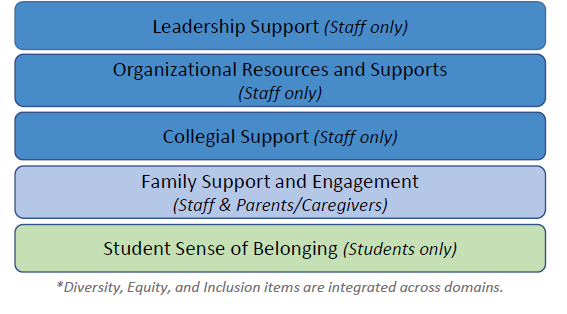 Leadership Support (Staff only)
Organizational Resources and Supports
(Staff only)
Collegial Support (Staff only)
Family Support and Engagement
(Staff & Parents/Caregivers)
Student Sense of Belonging (Students only)
*Diversity, Equity, and Inclusion items are integrated across domains.